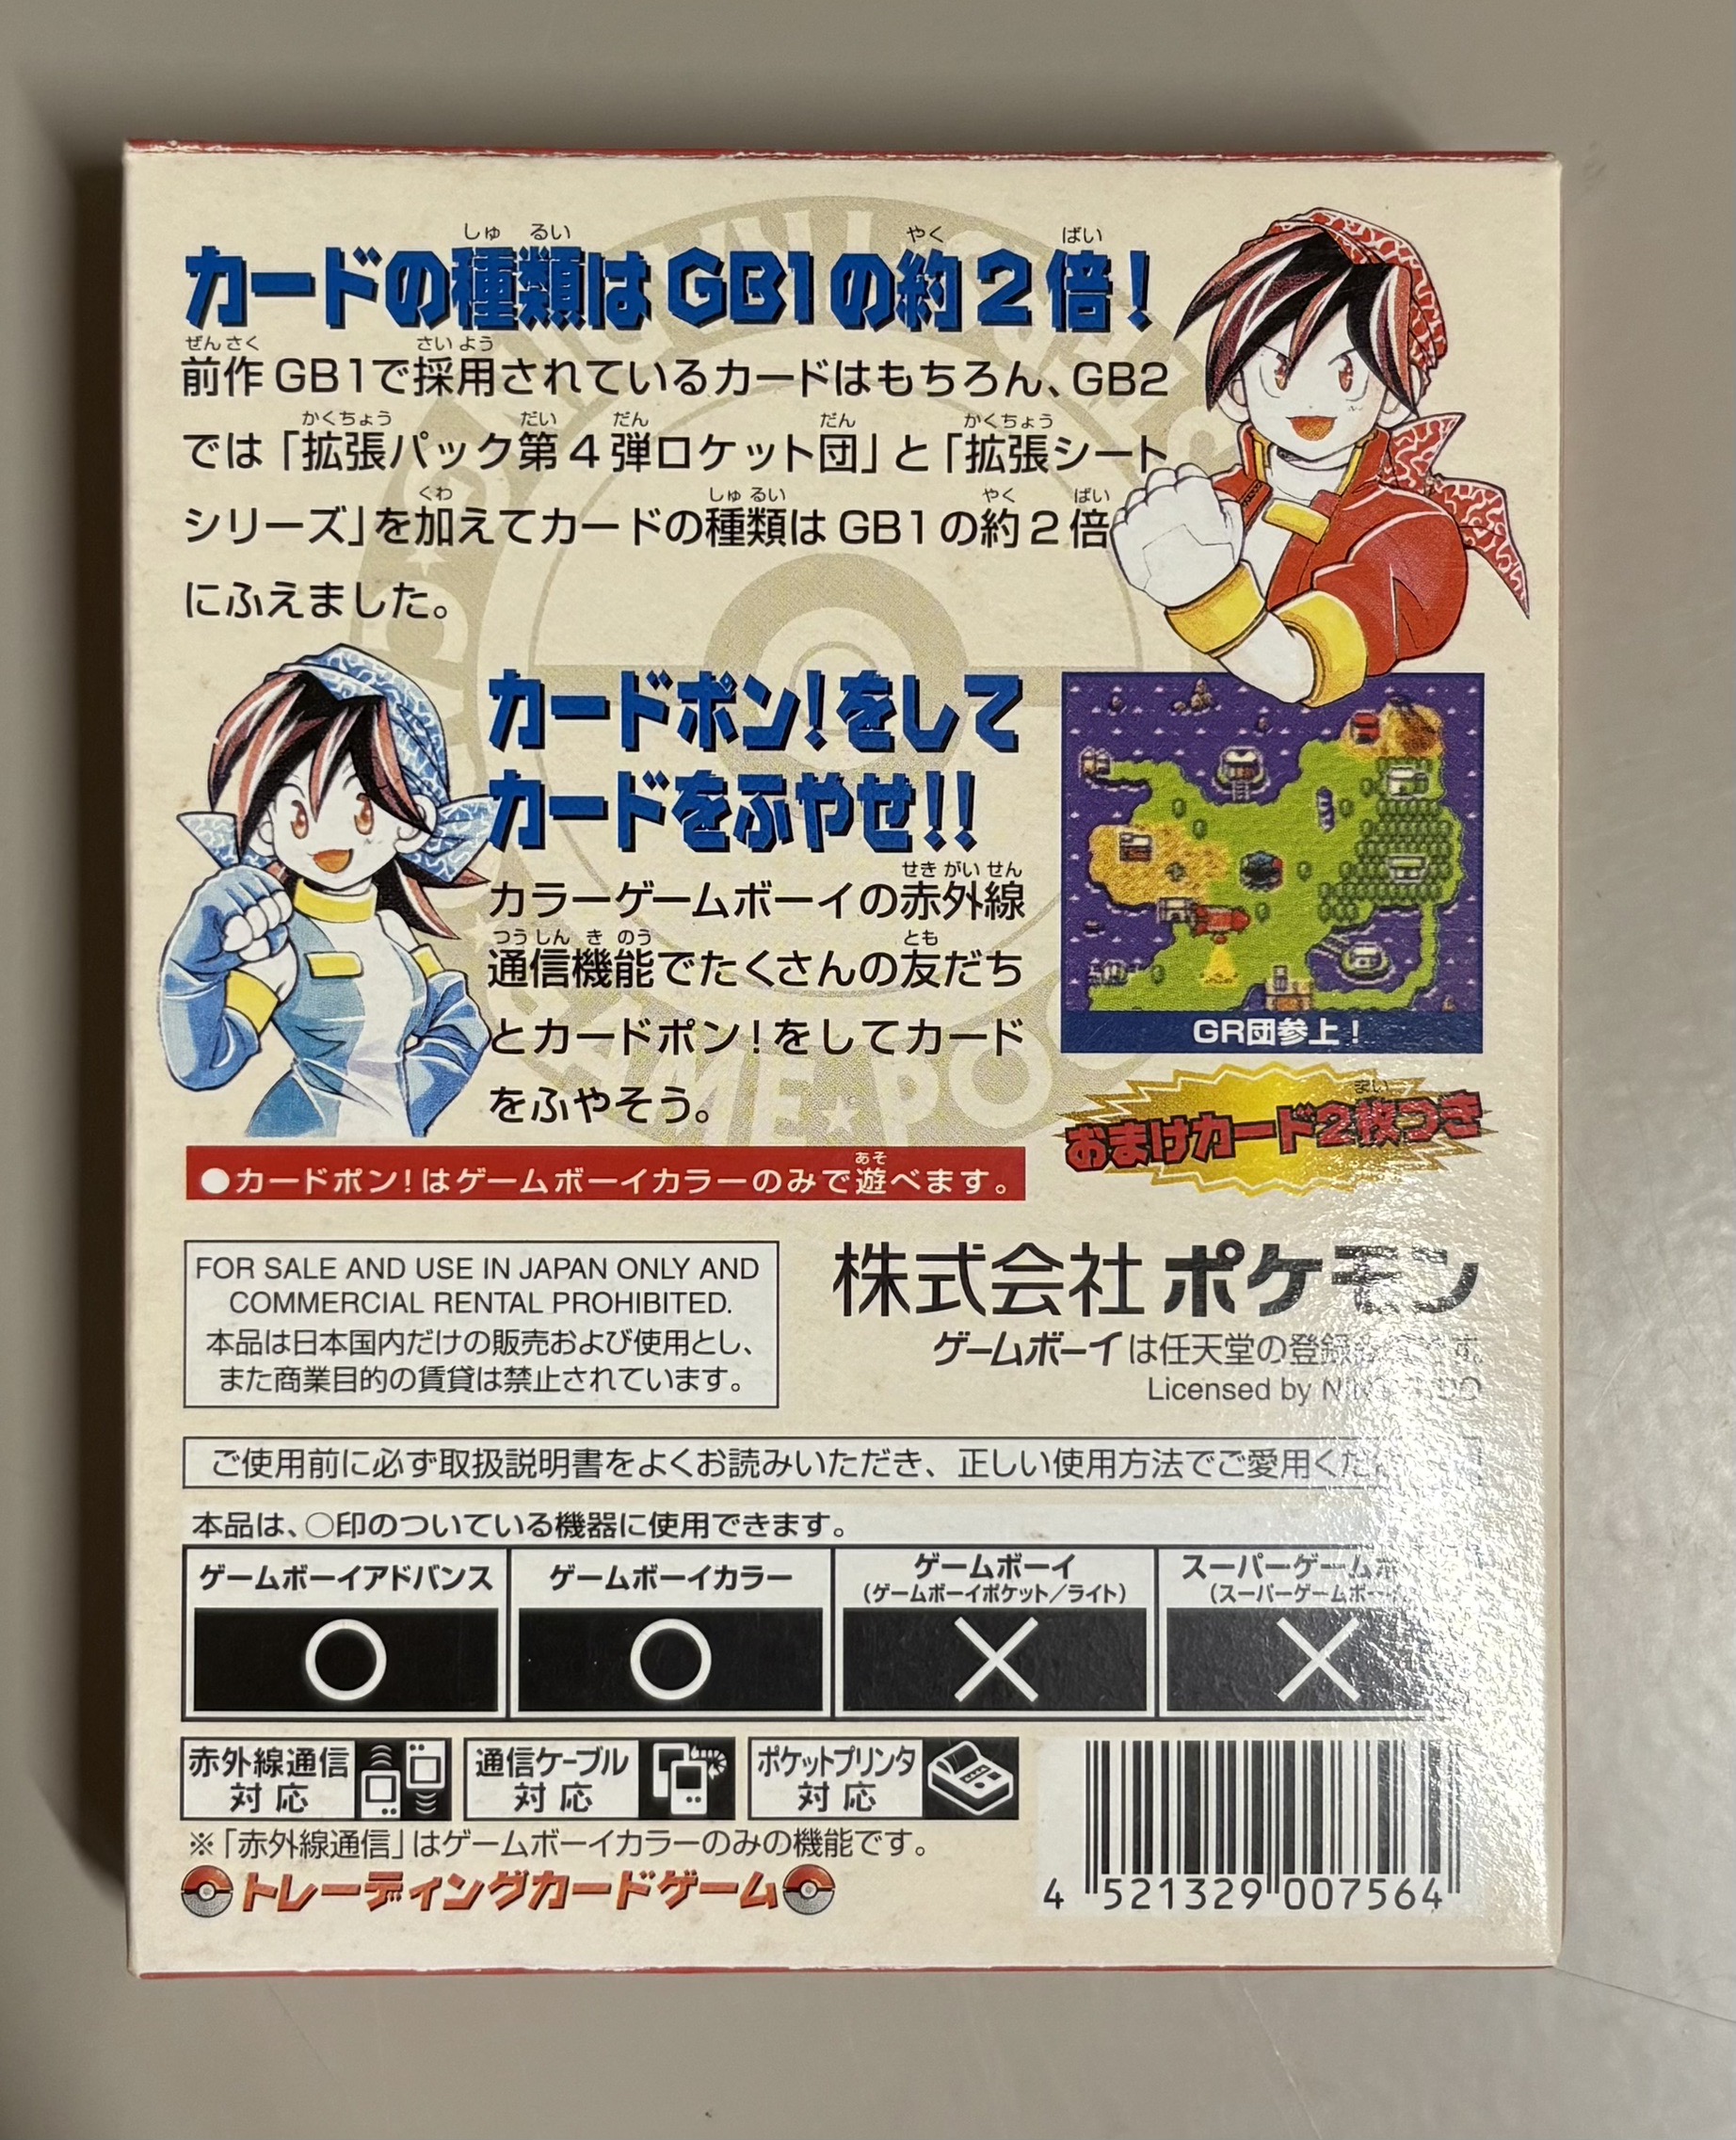 カードの種類はGB1の約2倍！
前作GB1で採用されているカードはもちろん、GB2
では「拡張パック第4弾ロケット団」と「拡張シート
シリーズ」を加えてカードの種類はGB1の約2倍
にふえました。
カードポン！をして
カードをふやせ!!
カラーゲームボーイの赤外線
通信機能でたくさんの友だち
とカードポン！をしてカード
をふやそう。
GR団参上！
おまけカード2枚つき
●カードポン！はゲームボーイカラーのみで遊べます。
FOR SALE AND USE IN JAPAN ONLY AND
COMMERCIAL RENTAL PROHIBITED.
本品は日本国内だけの販売および使用とし、
また商業目的の賃貸は禁止されています。
株式会社ポケモン
ゲームボーイは任天堂の登録
Licensed by
ご使用前に必ず取扱説明書をよくお読みいただき、正しい使用方法でご愛用くだ
本品は、○印のついている機器に使用できます。
ゲームボーイアドバンス
○
ゲームボーイカラー
○
ゲームボーイ
（ゲームボーイポケット／ライト）
×
スーパーゲームボ
（スーパーゲームボーイ
×
赤外線通信
対応
通信ケーブル
対応
ポケットプリンタ
対応
※「赤外線通信」はゲームボーイカラーのみの機能です。
トレーディングカードゲーム
4 521329 007564